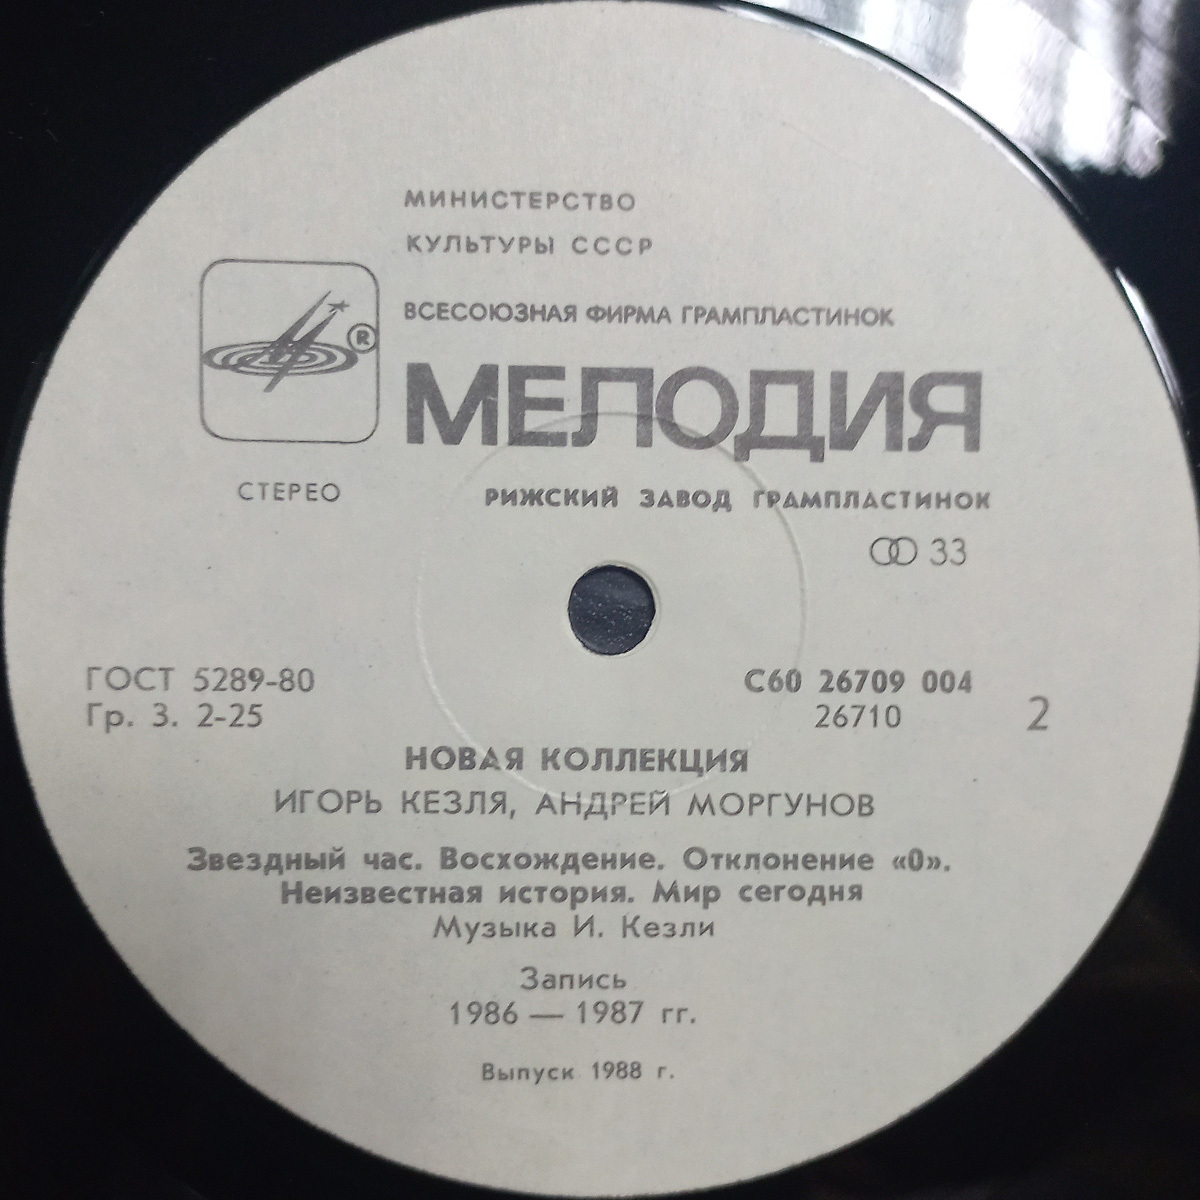 МИНИСТЕРСТВО
КУЛЬТУРЫ СССР
ВСЕСОЮЗНАЯ ФИРМА ГРАМПЛАСТИНОК
®
МЕЛОДИЯ
СТЕРЕО
РИЖСКИЙ ЗАВОД ГРАМПЛАСТИНОК
33
ГОСТ 5289-80
С60 26709 004
Гр. 3. 2-25
26710
2
НОВАЯ КОЛЛЕКЦИЯ
ИГОРЬ КЕЗЛЯ, АНДРЕЙ МОРГУНОВ
Звездный час. Восхождение. Отклонение «0».
Неизвестная история. Мир сегодня
Музыка И. Кезли
Запись
1986 — 1987 гг.
Выпуск 1988 г.